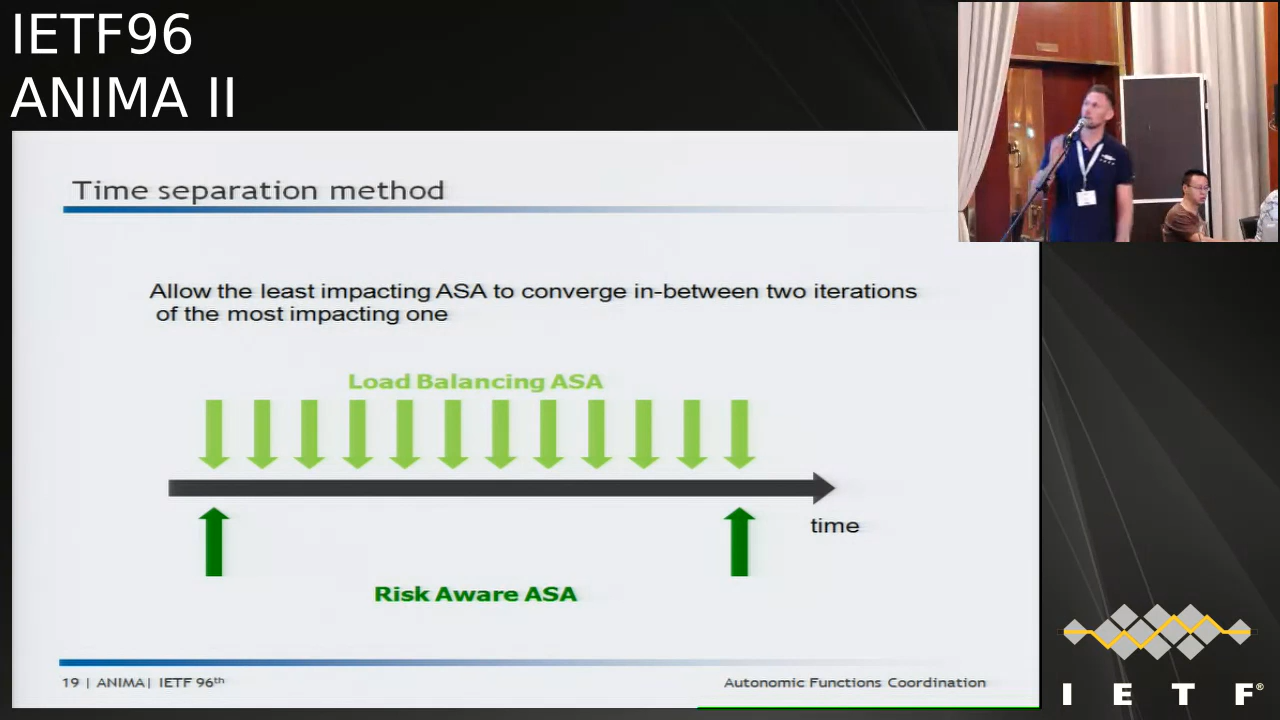 IETF96
ANIMA II
Time separation method
Allow the least impacting ASA to converge in-between two iterations
of the most impacting one
Load Balancing ASA
time
Risk Aware ASA
19 | ANIMA| IETF 96th
Autonomic Functions Coordination
I E T F®